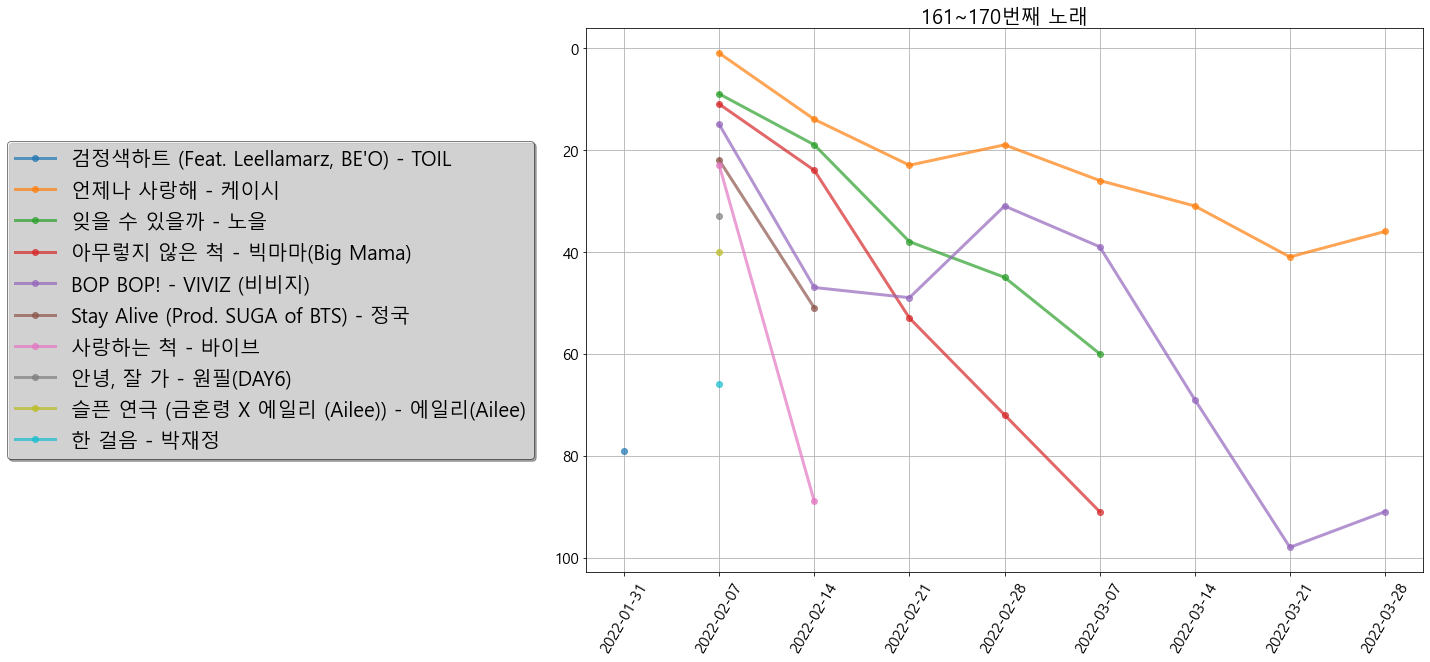 161~170번째 노래
검정색하트 (Feat. Leellamarz, BE'O) - TOIL
언제나 사랑해 - 케이시
잊을 수 있을까 - 노을
아무렇지 않은 척 - 빅마마(Big Mama)
BOP BOP! - VIVIZ (비비지)
Stay Alive (Prod. SUGA of BTS) - 정국
사랑하는 척 - 바이브
안녕, 잘 가 - 원필(DAY6)
슬픈 연극 (금혼령 X 에일리 (Ailee)) - 에일리(Ailee)
한 걸음 - 박재정
0
20
40
60
80
100
2022-01-31
2022-02-07
2022-02-14
2022-02-21
2022-02-28
2022-03-07
2022-03-14
2022-03-21
2022-03-28